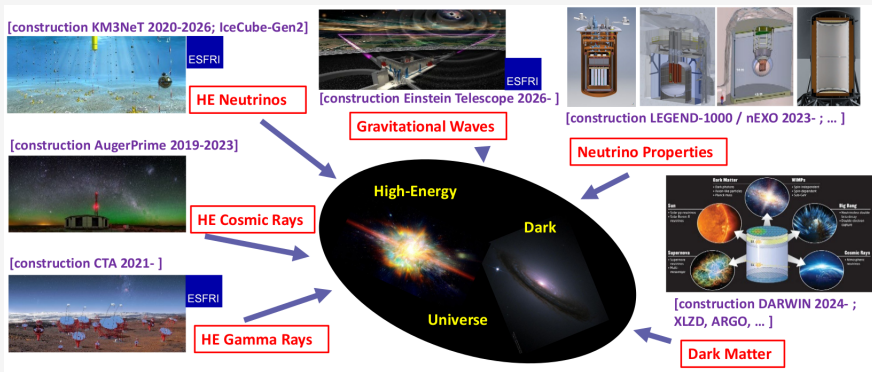 [construction KM3NeT 2020-2026; IceCube-Gen2]
ESFRI
HE Neutrinos
ESFRI
[construction Einstein Telescope 2026- ]
Gravitational Waves
[construction LEGEND-1000 / nEXO 2023- ; ... ]
Neutrino Properties
[construction AugerPrime 2019-2023]
HE Cosmic Rays
[construction CTA 2021- ]
ESFRI
HE Gamma Rays
High-Energy
Dark
Universe
Dark Matter
WIMPs
Sun
Big Bang
Supernova
Cosmic Rays
[construction DARWIN 2024- ;
XLZD, ARGO, ... ]
Dark Matter